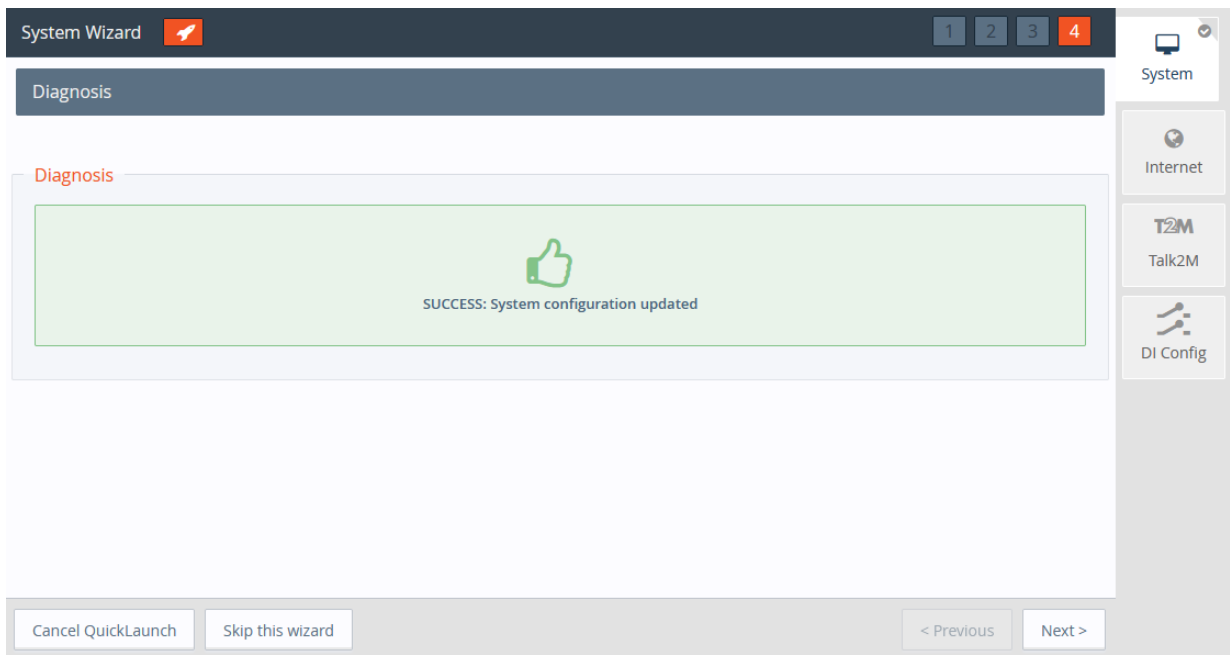 System Wizard
1 2 3 4
System
Diagnosis
Internet
Diagnosis
T2M
Talk2M
SUCCESS: System configuration updated
DI Config
Cancel QuickLaunch
Skip this wizard
< Previous
Next >